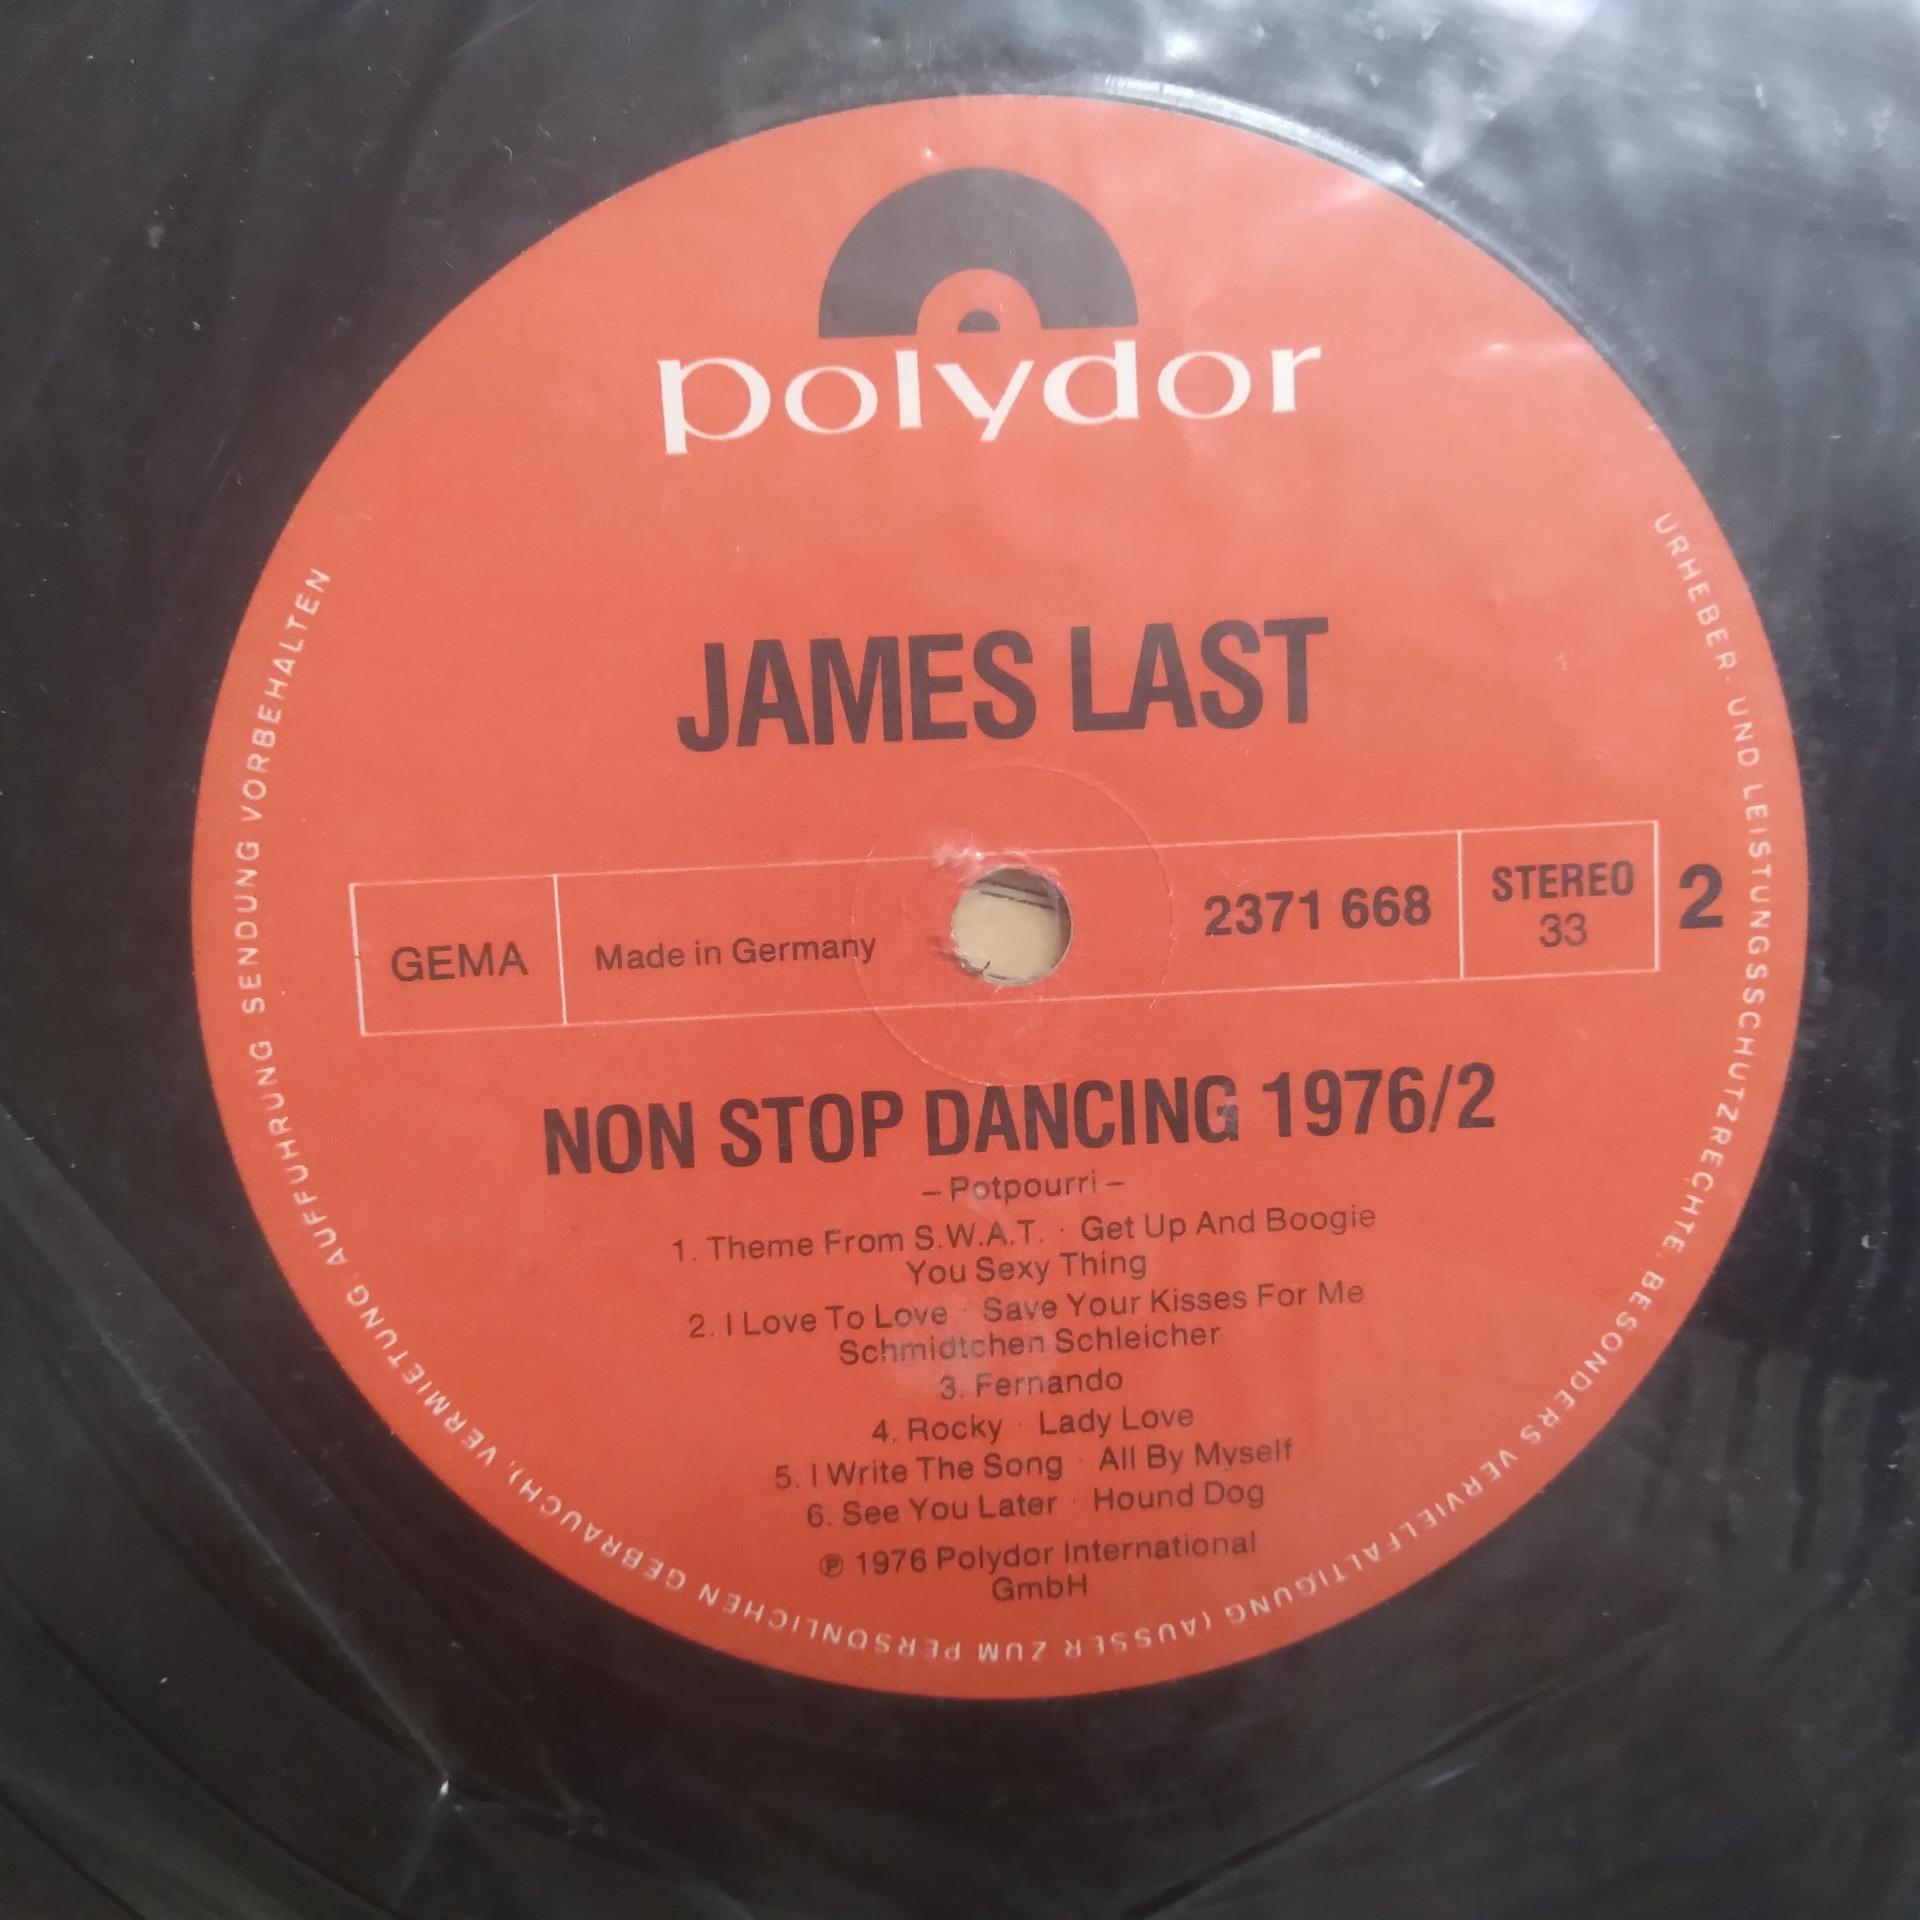 polydor
JAMES LAST
GEMA
Made in Germany
2371 668
STEREO
33
2
NON STOP DANCING 1976/2
– Potpourri –
1. Theme From S.W.A.T. · Get Up And Boogie
You Sexy Thing
2. I Love To Love · Save Your Kisses For Me
Schmidtchen Schleicher
3. Fernando
4. Rocky · Lady Love
5. I Write The Song · All By Myself
6. See You Later · Hound Dog
℗ 1976 Polydor International
GmbH
URHEBER- UND LEISTUNGSSCHUTZRECHTE, BESONDERS VERVIELFÄLTIGUNG (AUSSER ZUM PERSÖNLICHEN GEBRAUCH), VERMIETUNG, AUFFÜHRUNG, SENDUNG VORBEHALTEN